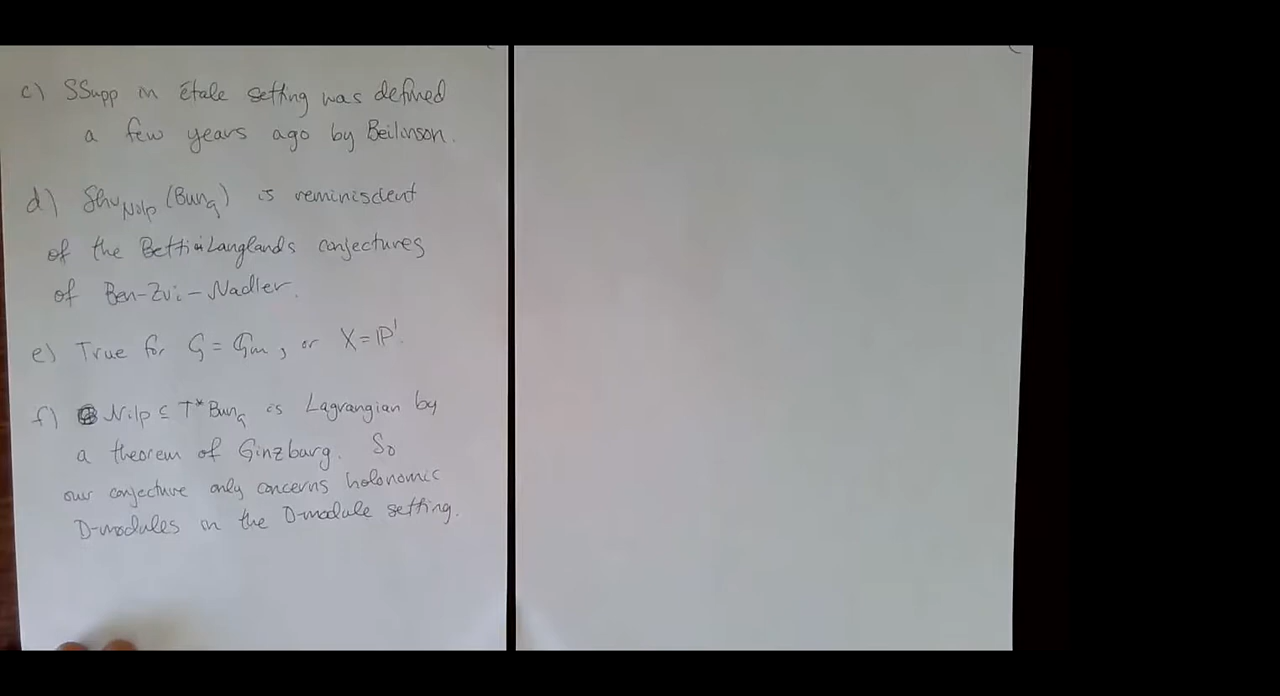 c) SSupp in étale setting was defined
a few years ago by Beilinson.
d) Shv_Nilp (Bun_G) is reminiscent
of the Betti Langlands conjectures
of Ben-Zvi - Nadler.
e) True for G = 𝔾m, or X = ℙ¹.
f) Nilp ⊆ T*Bun_G is Lagrangian by
a theorem of Ginzburg. So
our conjecture only concerns holonomic
D-modules in the D-module setting.